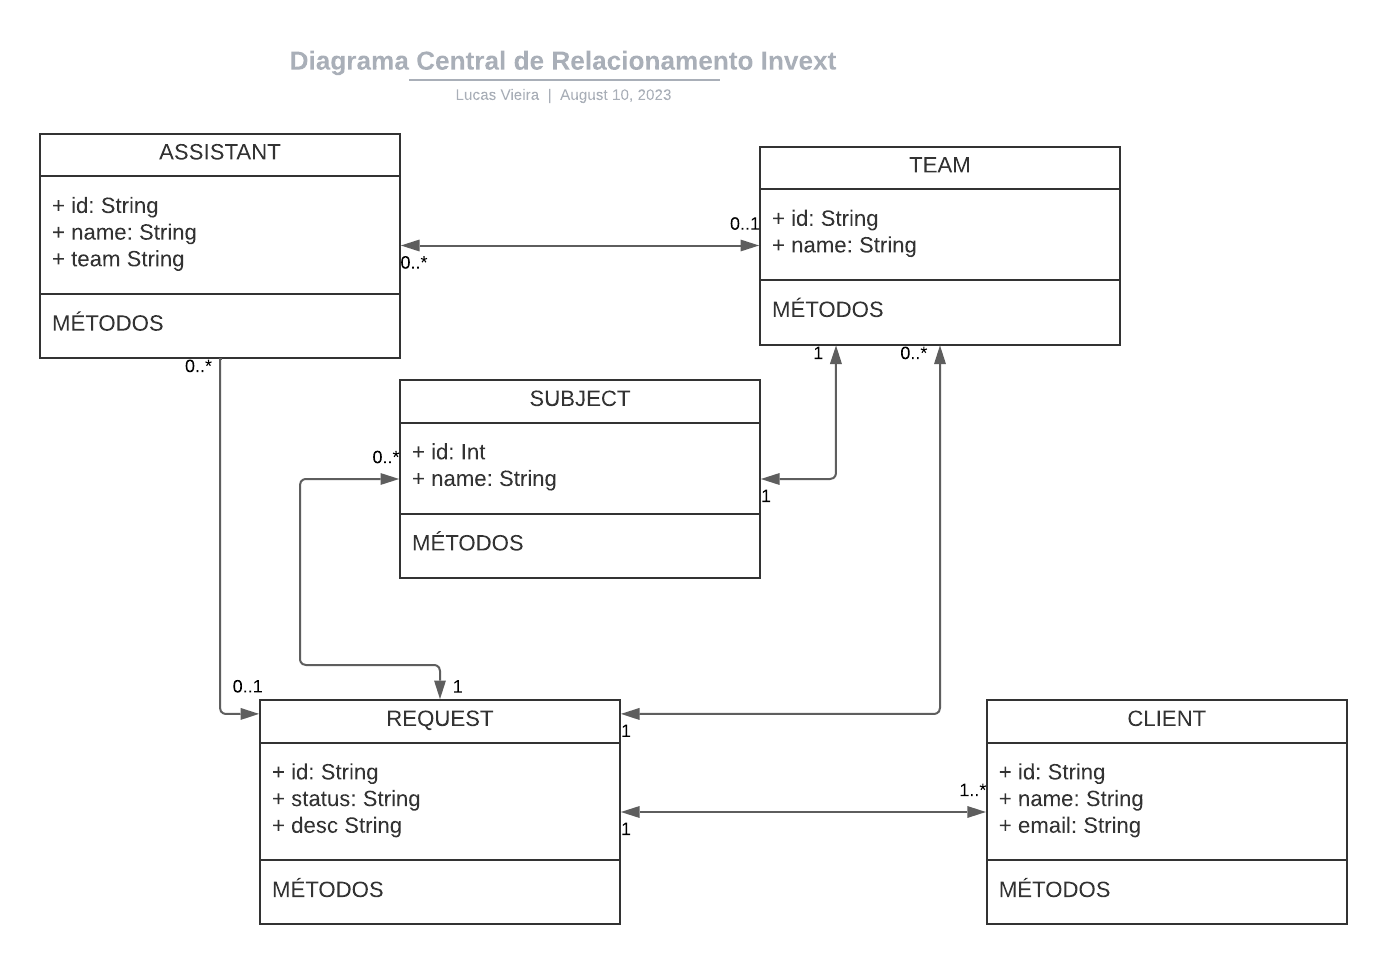 Diagrama Central de Relacionamento Invext
Lucas Vieira | August 10, 2023
ASSISTANT
+ id: String
+ name: String
+ team String
MÉTODOS
TEAM
+ id: String
+ name: String
MÉTODOS
0..1
0..*
0..*
1
0..*
SUBJECT
+ id: Int
+ name: String
MÉTODOS
0..*
1
0..1
1
REQUEST
+ id: String
+ status: String
+ desc String
MÉTODOS
1
1
1..*
CLIENT
+ id: String
+ name: String
+ email: String
MÉTODOS